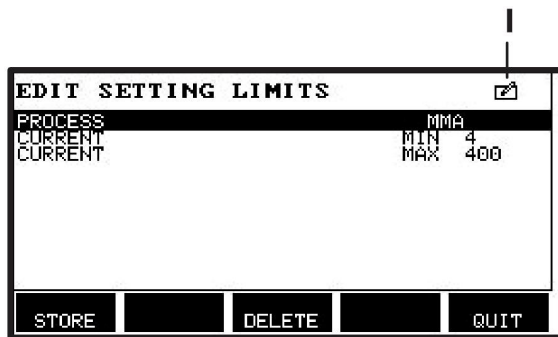 I
EDIT SETTING LIMITS
PROCESS MMA
CURRENT MIN 4
CURRENT MAX 400
STORE DELETE QUIT